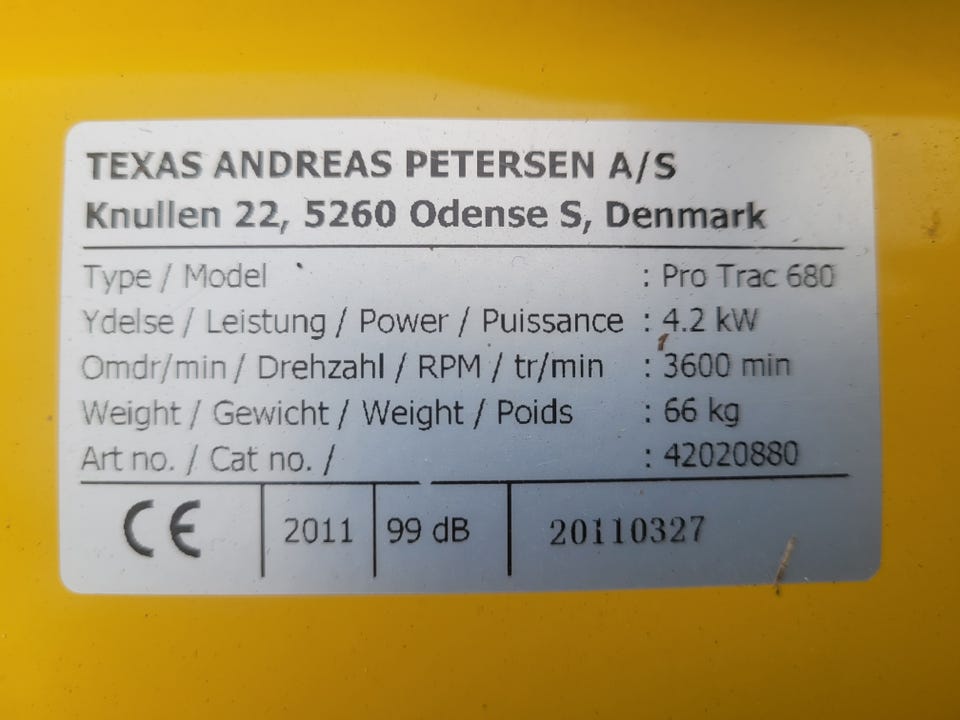 TEXAS ANDREAS PETERSEN A/S
Knullen 22, 5260 Odense S, Denmark
Type / Model : Pro Trac 680
Ydelse / Leistung / Power / Puissance : 4.2 kW
Omdr/min / Drehzahl / RPM / tr/min : 3600 min
Weight / Gewicht / Weight / Poids : 66 kg
Art no. / Cat no. / : 42020880
CE 2011 99 dB 20110327